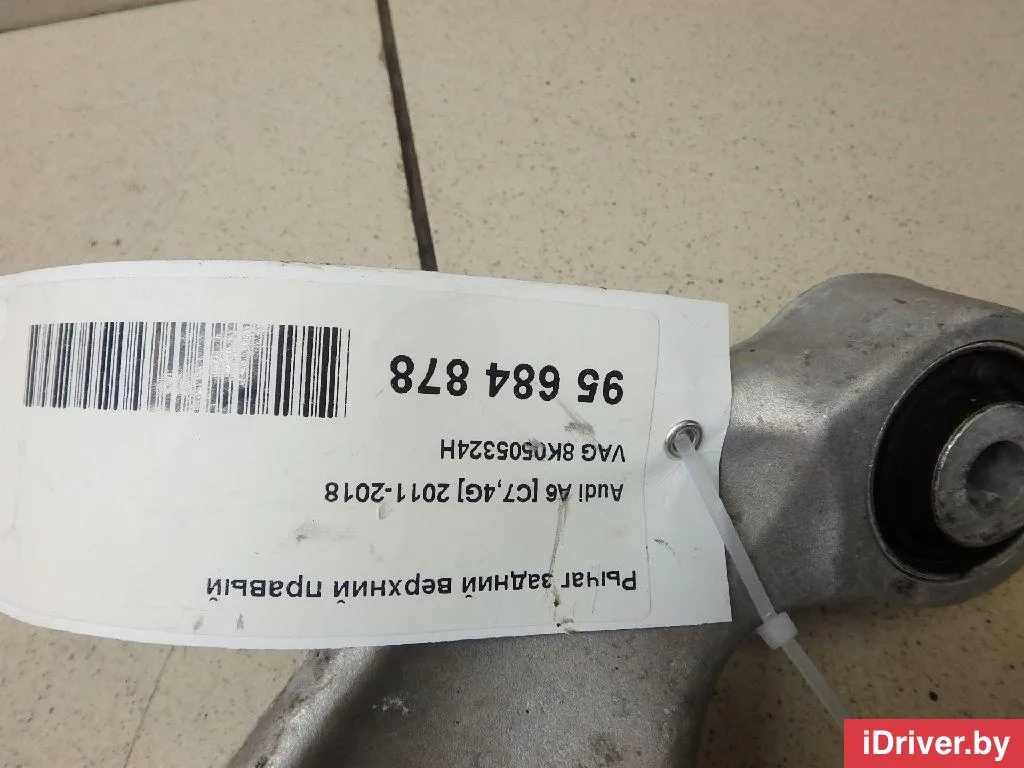 Рычаг задний верхний правый
Audi A6 [C7,4G] 2011-2018
VAG 8K0505324H
95 684 878
iDriver.by